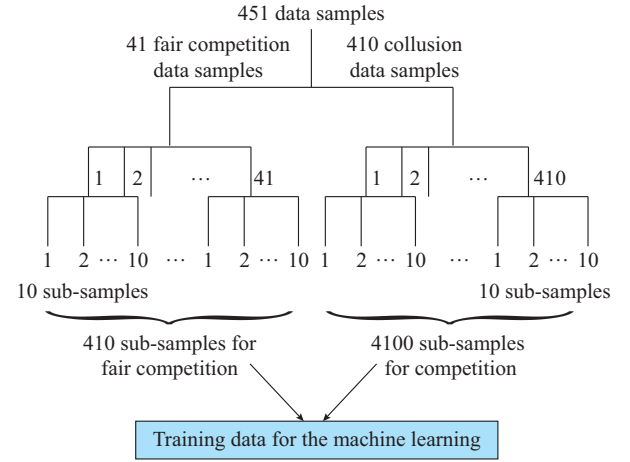 451 data samples
41 fair competition
data samples
410 collusion
data samples
1 2 ... 41
1 2 ... 410
1 2 ... 10 ... 1 2 ... 10
1 2 ... 10 ... 1 2 ... 10
10 sub-samples
10 sub-samples
410 sub-samples for
fair competition
4100 sub-samples
for competition
Training data for the machine learning